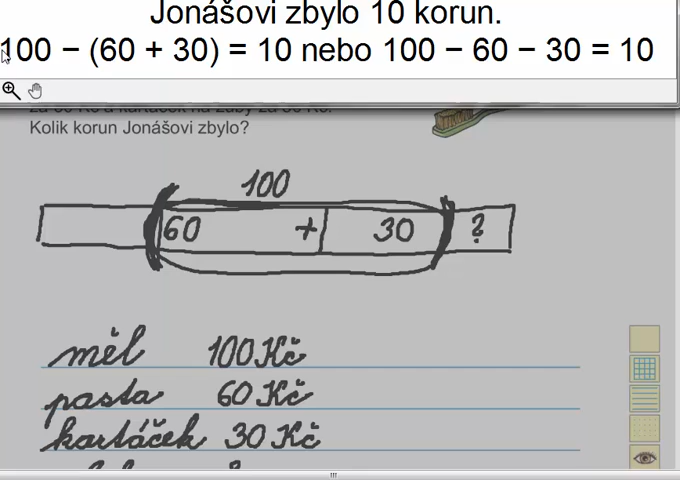 Jonášovi zbylo 10 korun.
100 − (60 + 30) = 10 nebo 100 − 60 − 30 = 10
Kolik korun Jonášovi zbylo?
100
60 + 30 ?
měl 100 Kč
pasta 60 Kč
kartáček 30 Kč